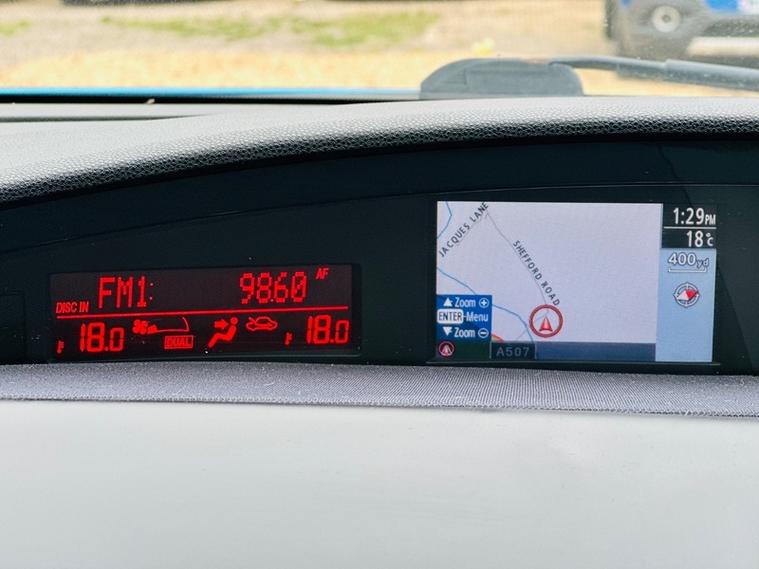 FM1: 98.60 AF
DISC IN
18.0 DUAL 18.0
JACQUES LANE
SHEFFORD ROAD
1:29PM
18°c
400yd
Zoom
ENTER Menu
Zoom
A507